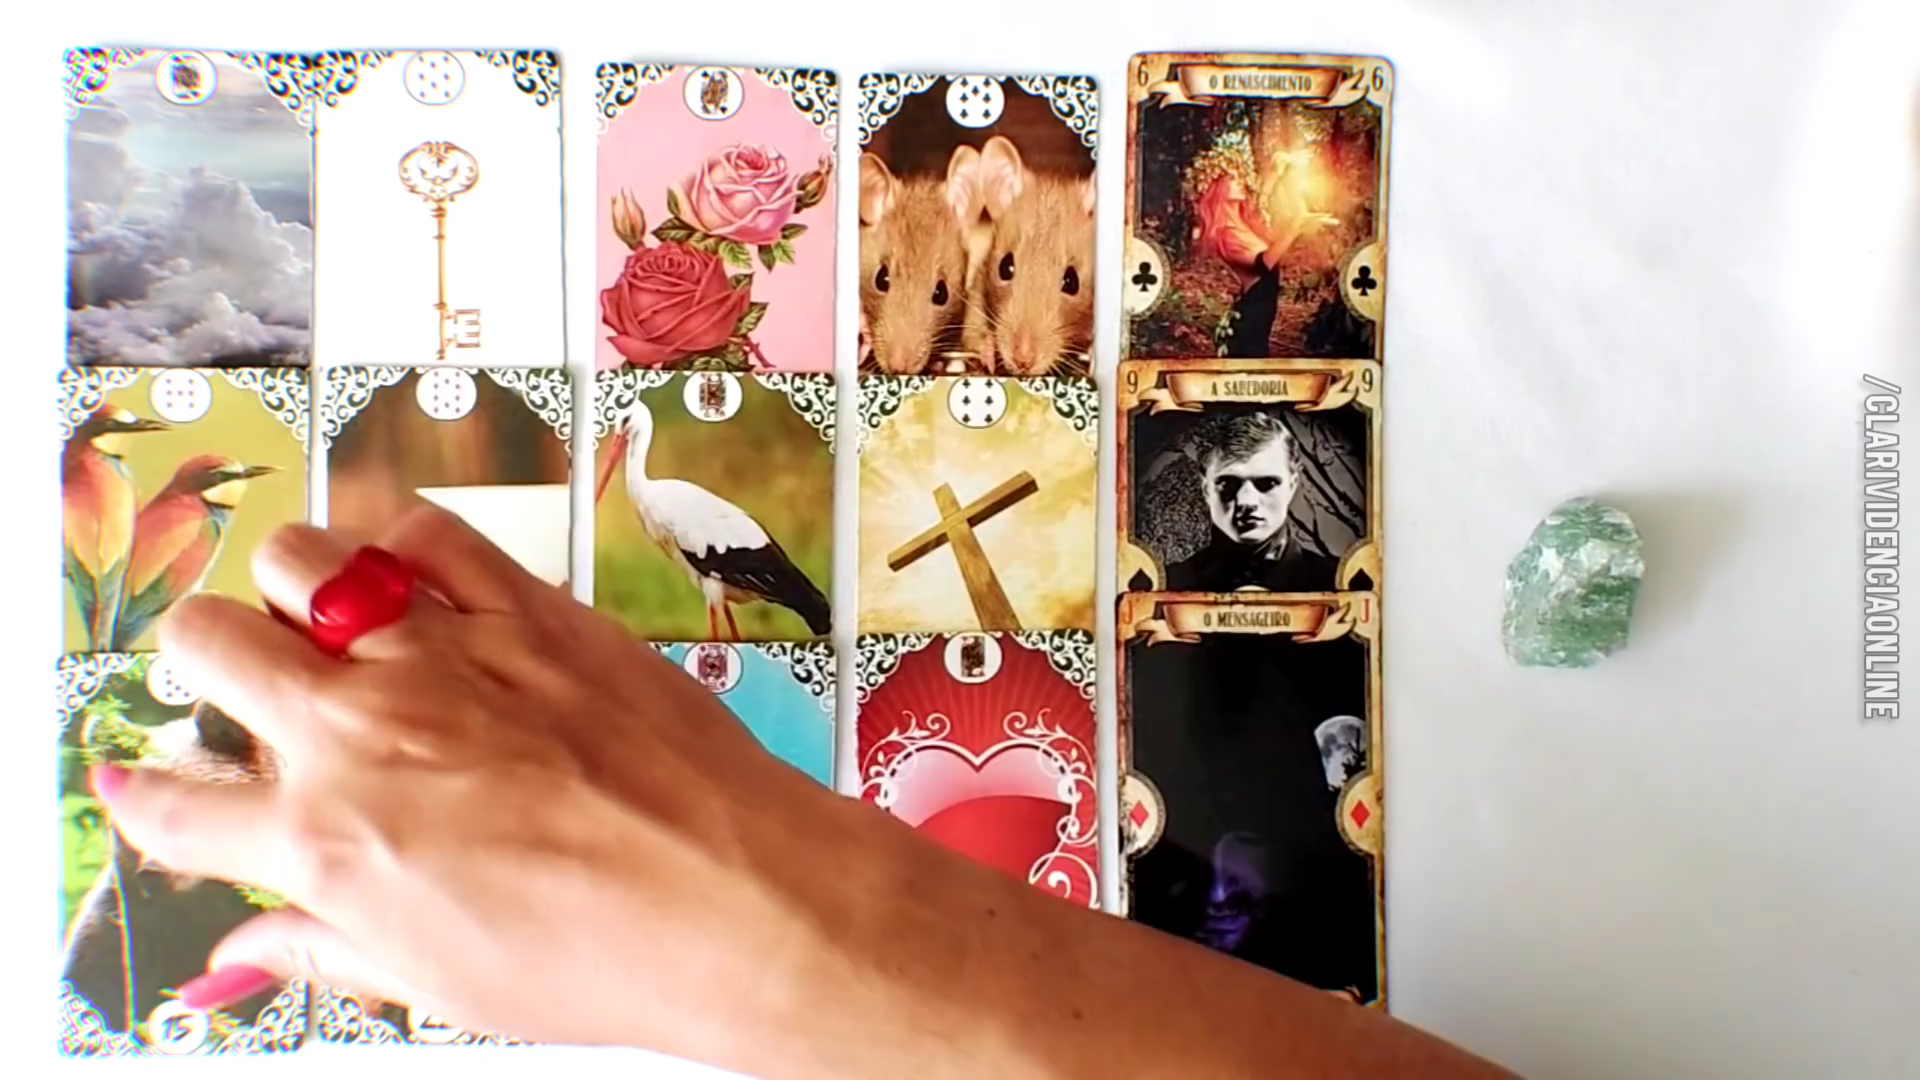 6 O RENASCIMENTO 6
9 A SABEDORIA 9
J O MENSAGEIRO J
15
/CLARIVIDENCIAONLINE